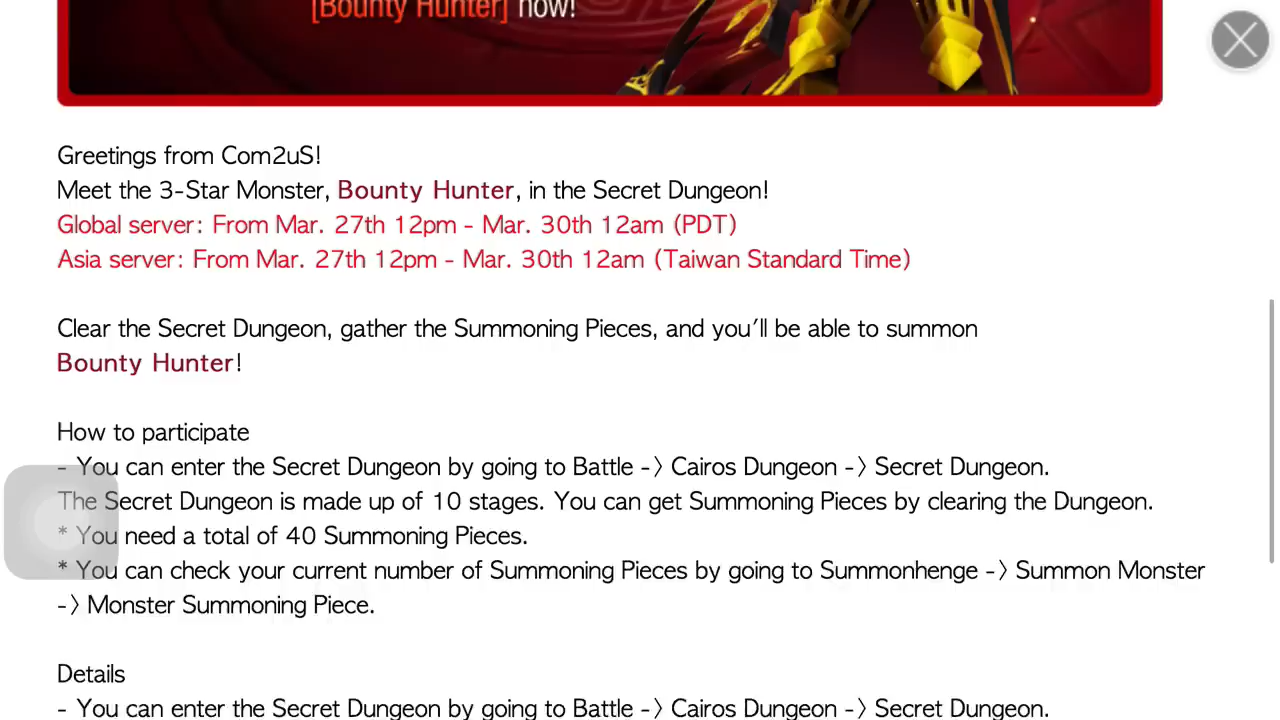 [Bounty Hunter] now!
Greetings from Com2uS!
Meet the 3-Star Monster, Bounty Hunter, in the Secret Dungeon!
Global server: From Mar. 27th 12pm - Mar. 30th 12am (PDT)
Asia server: From Mar. 27th 12pm - Mar. 30th 12am (Taiwan Standard Time)
Clear the Secret Dungeon, gather the Summoning Pieces, and you'll be able to summon
Bounty Hunter!
How to participate
- You can enter the Secret Dungeon by going to Battle -> Cairos Dungeon -> Secret Dungeon.
The Secret Dungeon is made up of 10 stages. You can get Summoning Pieces by clearing the Dungeon.
* You need a total of 40 Summoning Pieces.
* You can check your current number of Summoning Pieces by going to Summonhenge -> Summon Monster
-> Monster Summoning Piece.
Details
- You can enter the Secret Dungeon by going to Battle -> Cairos Dungeon -> Secret Dungeon.